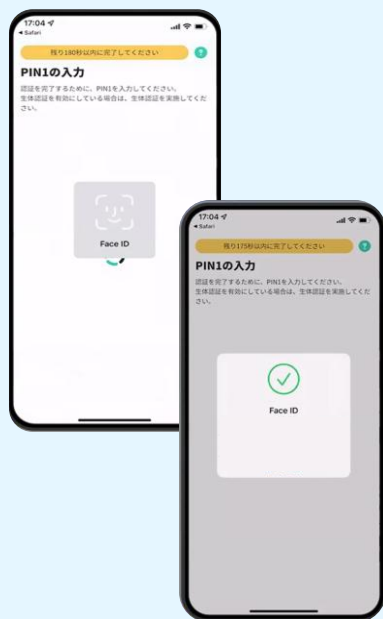 17:04
Safari
残り180秒以内に完了してください
?
PIN1の入力
認証を完了するために、PIN1を入力してください。
生体認証を有効にしている場合は、生体認証を実施してくだ
さい。
Face ID
17:04
Safari
残り175秒以内に完了してください
?
PIN1の入力
認証を完了するために、PIN1を入力してください。
生体認証を有効にしている場合は、生体認証を実施してくだ
さい。
Face ID